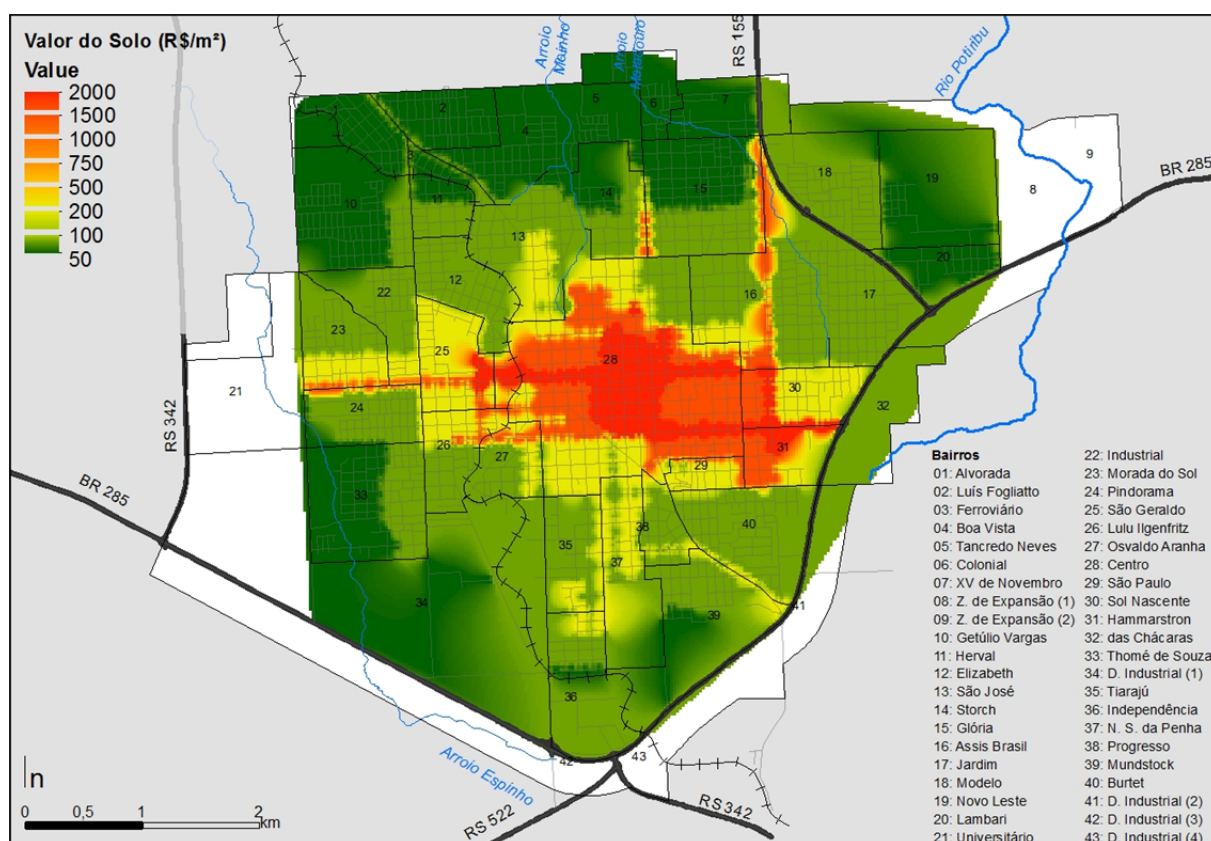 Valor do Solo (R$/m²)
Value
2000
1500
1000
750
500
200
100
50
Arroio
Moinho
Arroio
Matadouro
RS 155
Rio Potiribu
BR 285
RS 342
BR 285
Arroio Espinho
RS 522
RS 342
1
2
3
4
5
6
7
8
9
10
11
12
13
14
15
16
17
18
19
20
21
22
23
24
25
26
27
28
29
30
31
32
33
34
35
36
37
38
39
40
41
42
43
n
0 0,5 1 2
km
Bairros
01: Alvorada
02: Luís Fogliatto
03: Ferroviário
04: Boa Vista
05: Tancredo Neves
06: Colonial
07: XV de Novembro
08: Z. de Expansão (1)
09: Z. de Expansão (2)
10: Getúlio Vargas
11: Herval
12: Elizabeth
13: São José
14: Storch
15: Glória
16: Assis Brasil
17: Jardim
18: Modelo
19: Novo Leste
20: Lambari
21: Universitário
22: Industrial
23: Morada do Sol
24: Pindorama
25: São Geraldo
26: Lulu Ilgenfritz
27: Osvaldo Aranha
28: Centro
29: São Paulo
30: Sol Nascente
31: Hammarstron
32: das Chácaras
33: Thomé de Souza
34: D. Industrial (1)
35: Tiarajú
36: Independência
37: N. S. da Penha
38: Progresso
39: Mundstock
40: Burtet
41: D. Industrial (2)
42: D. Industrial (3)
43: D. Industrial (4)